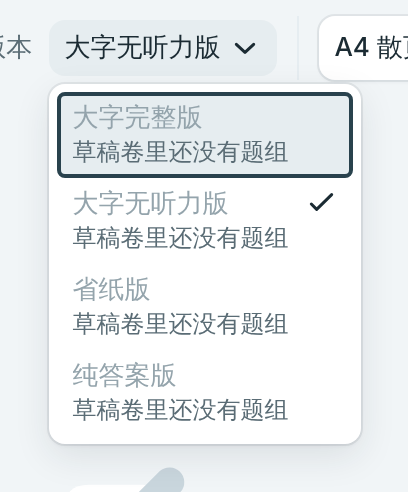 版本 大字无听力版 A4 散页
大字完整版
草稿卷里还没有题组
大字无听力版
草稿卷里还没有题组
省纸版
草稿卷里还没有题组
纯答案版
草稿卷里还没有题组